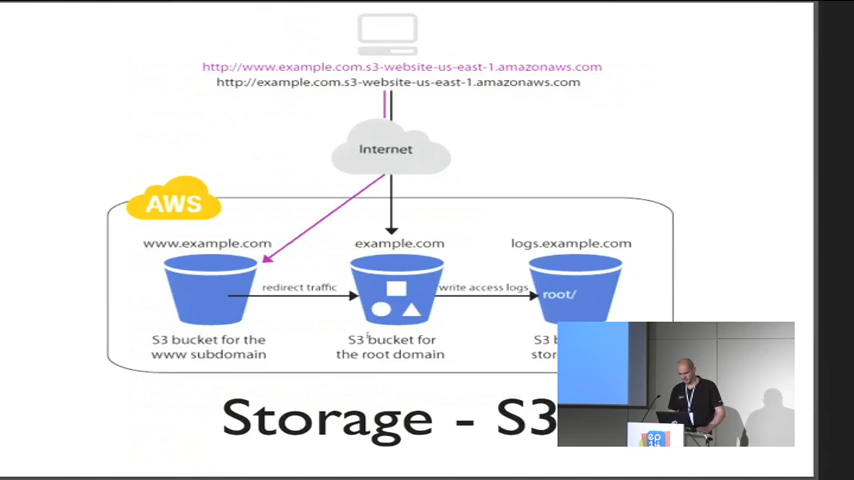 http://www.example.com.s3-website-us-east-1.amazonaws.com
http://example.com.s3-website-us-east-1.amazonaws.com
Internet
AWS
www.example.com
example.com
logs.example.com
redirect traffic
write access logs
root/
S3 bucket for the
www subdomain
S3 bucket for
the root domain
S3 b
stor
Storage - S3